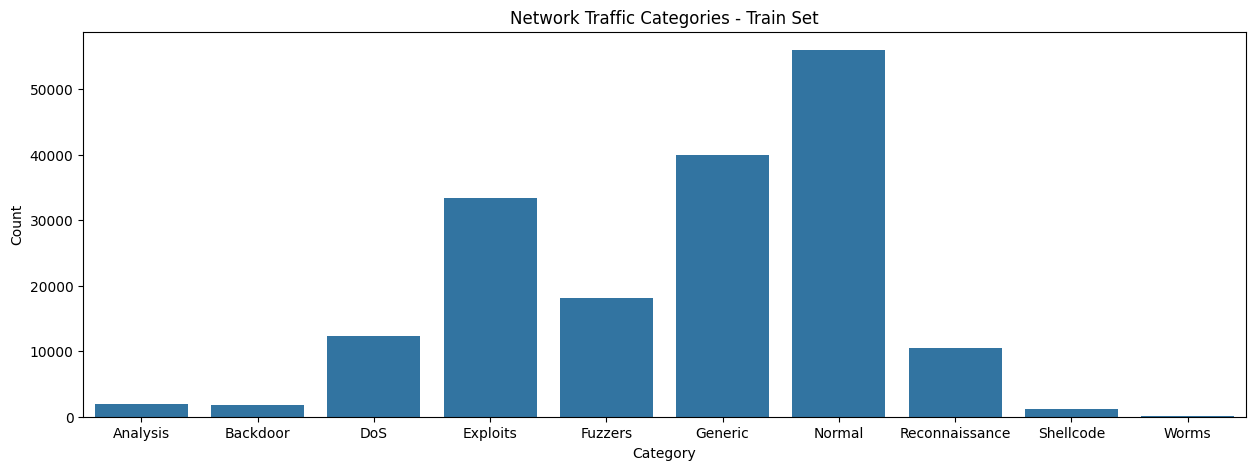 Network Traffic Categories - Train Set
Count
50000
40000
30000
20000
10000
0
Analysis Backdoor DoS Exploits Fuzzers Generic Normal Reconnaissance Shellcode Worms
Category